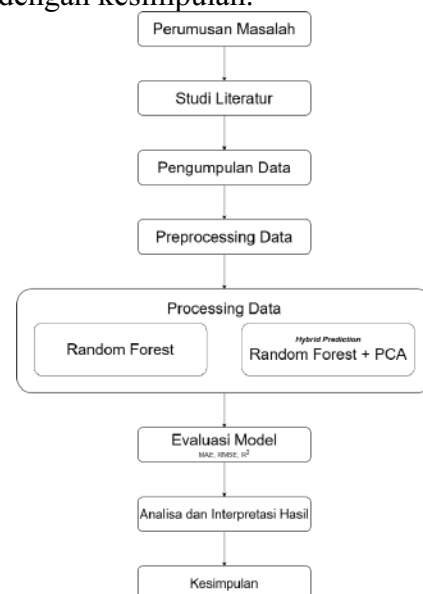 dengan kesimpulan.
Perumusan Masalah
Studi Literatur
Pengumpulan Data
Preprocessing Data
Processing Data
Random Forest
Hybrid Prediction
Random Forest + PCA
Evaluasi Model
MAE, RMSE, R²
Analisa dan Interpretasi Hasil
Kesimpulan